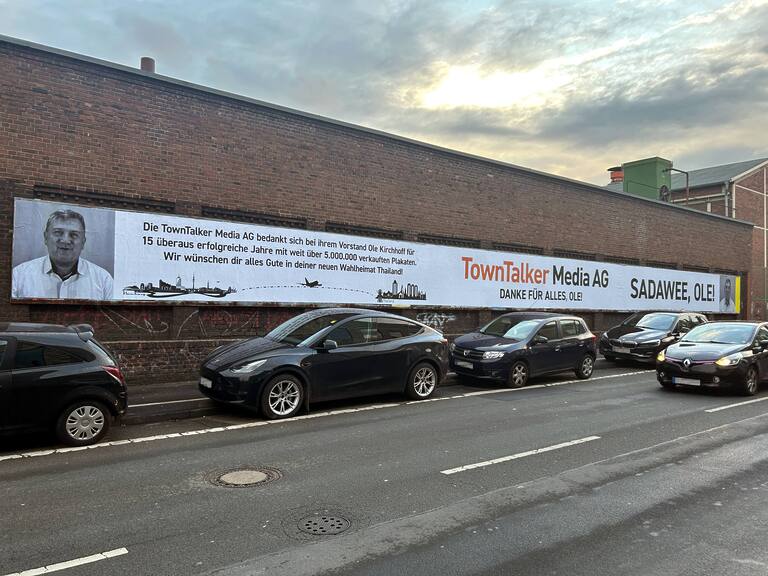 Die TownTalker Media AG bedankt sich bei ihrem Vorstand Ole Kirchhoff für
15 überaus erfolgreiche Jahre mit weit über 5.000.000 verkauften Plakaten.
Wir wünschen dir alles Gute in deiner neuen Wahlheimat Thailand!
TownTalker Media AG
DANKE FÜR ALLES, OLE!
SADAWEE, OLE!